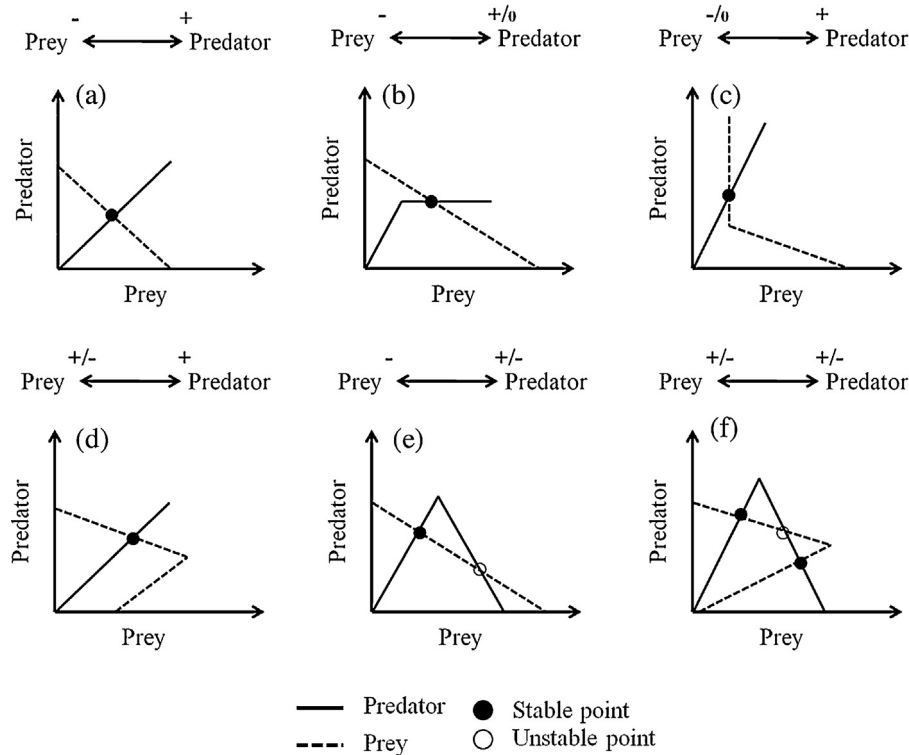 - + - +/0 -/0 +
Prey Predator Prey Predator Prey Predator
(a) (b) (c)
Predator Predator Predator
Prey Prey Prey
+/- + - +/- +/- +/-
Prey Predator Prey Predator Prey Predator
(d) (e) (f)
Predator Predator Predator
Prey Prey Prey
Predator Stable point
Prey Unstable point